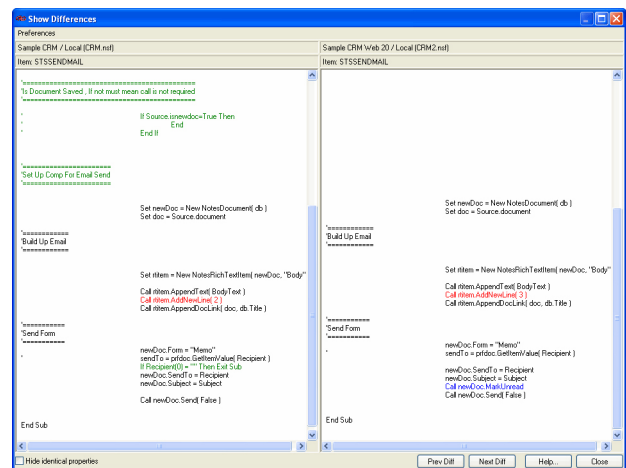 Show Differences
Preferences
Sample CRM / Local (CRM.nsf)
Sample CRM Web 20 / Local (CRM2.nsf)
Item: STSSENDMAIL
Item: STSSENDMAIL
'==========================================
'Is Document Saved , If not must mean call is not required
'==========================================
' If Source.isnewdoc=True Then
' End
' End If
'=====================
'Set Up Comp For Email Send
'=====================
Set newDoc = New NotesDocument( db )
Set doc = Source.document
'===========
'Build Up Email
'===========
Set rtitem = New NotesRichTextItem( newDoc, "Body"
Call rtitem.AppendText( BodyText )
Call rtitem.AddNewLine( 2 )
Call rtitem.AppendDocLink( doc, db.Title )
'==========
'Send Form
'==========
newDoc.Form = "Memo"
' sendTo = prfdoc.GetItemValue( Recipient )
If Recipient(0) = "" Then Exit Sub
newDoc.SendTo = Recipient
newDoc.Subject = Subject
Call newDoc.Send( False )
End Sub
Set newDoc = New NotesDocument( db )
Set doc = Source.document
'===========
'Build Up Email
'===========
Set rtitem = New NotesRichTextItem( newDoc, "Body"
Call rtitem.AppendText( BodyText )
Call rtitem.AddNewLine( 3 )
Call rtitem.AppendDocLink( doc, db.Title )
'===========
'Send Form
'===========
newDoc.Form = "Memo"
' sendTo = prfdoc.GetItemValue( Recipient )
newDoc.SendTo = Recipient
newDoc.Subject = Subject
Call newDoc.MarkUnread
Call newDoc.Send( False )
End Sub
Hide identical properties
Prev Diff
Next Diff
Help...
Close